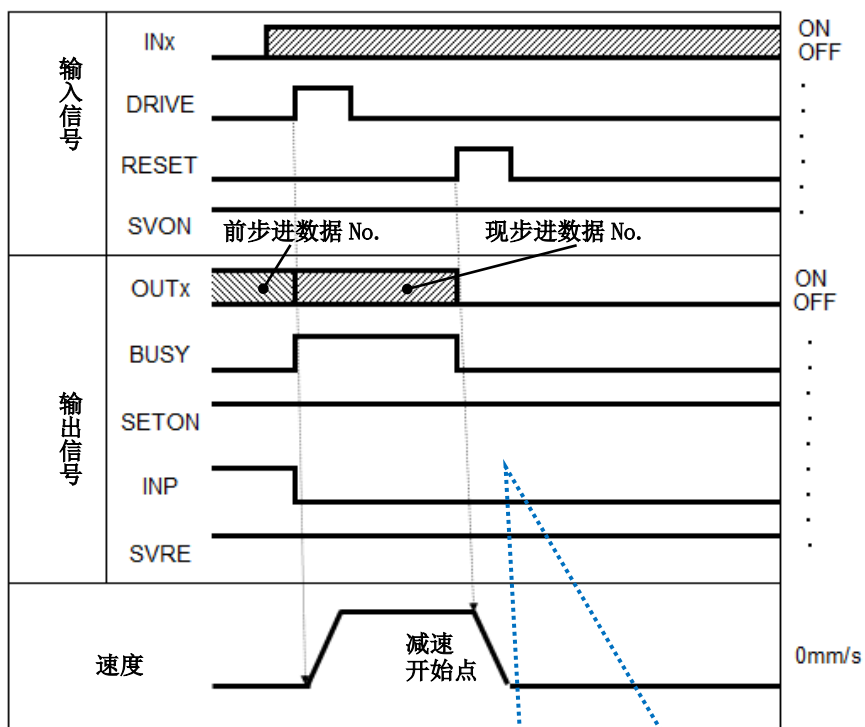 输入信号
INx
ON
OFF
DRIVE
RESET
SVON
前步进数据 No.
现步进数据 No.
输出信号
OUTx
ON
OFF
BUSY
SETON
INP
SVRE
速度
减速
开始点
0mm/s